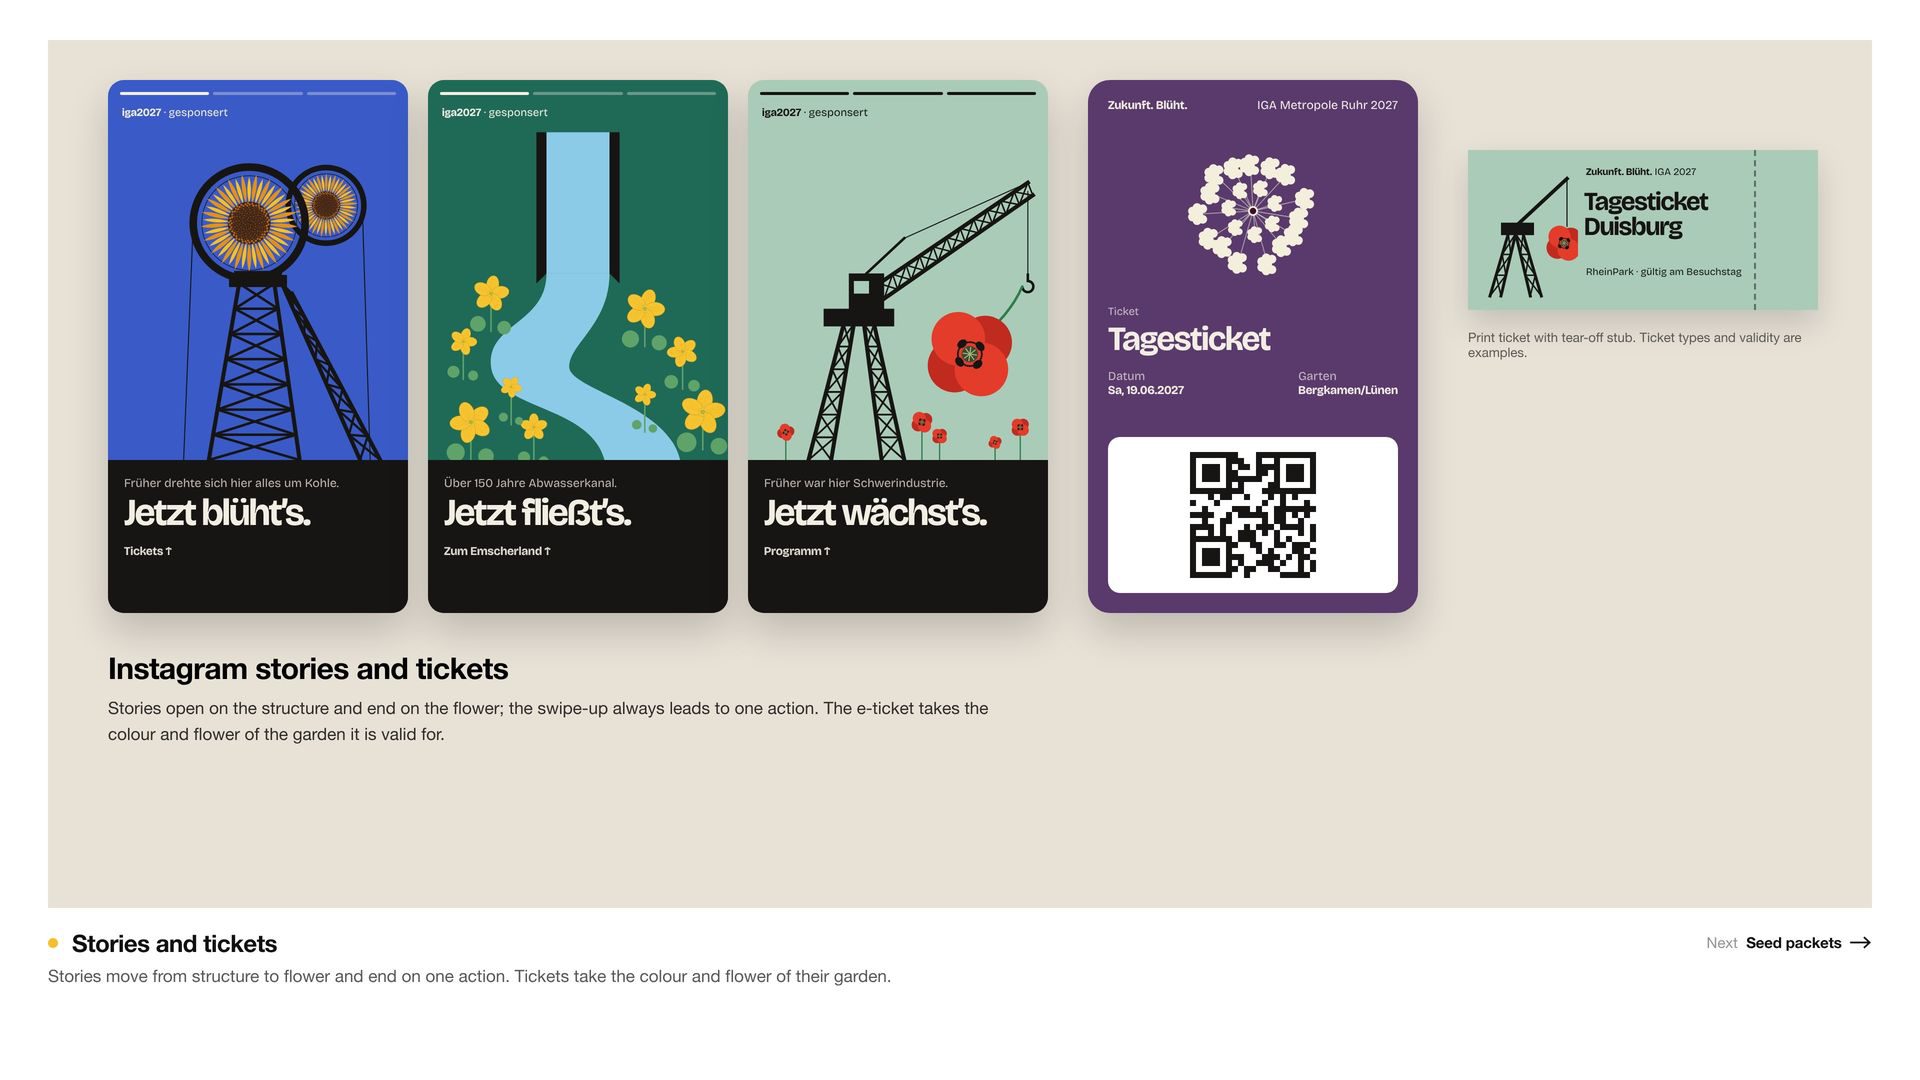 iga2027 · gesponsert
Früher drehte sich hier alles um Kohle.
Jetzt blüht's.
Tickets ↑
iga2027 · gesponsert
Über 150 Jahre Abwasserkanal.
Jetzt fließt's.
Zum Emscherland ↑
iga2027 · gesponsert
Früher war hier Schwerindustrie.
Jetzt wächst's.
Programm ↑
Zukunft. Blüht. IGA Metropole Ruhr 2027
Ticket
Tagesticket
Datum Garten
Sa, 19.06.2027 Bergkamen/Lünen
Zukunft. Blüht. IGA 2027
Tagesticket
Duisburg
RheinPark · gültig am Besuchstag
Print ticket with tear-off stub. Ticket types and validity are
examples.
Instagram stories and tickets
Stories open on the structure and end on the flower; the swipe-up always leads to one action. The e-ticket takes the
colour and flower of the garden it is valid for.
Stories and tickets
Stories move from structure to flower and end on one action. Tickets take the colour and flower of their garden.
Next Seed packets →